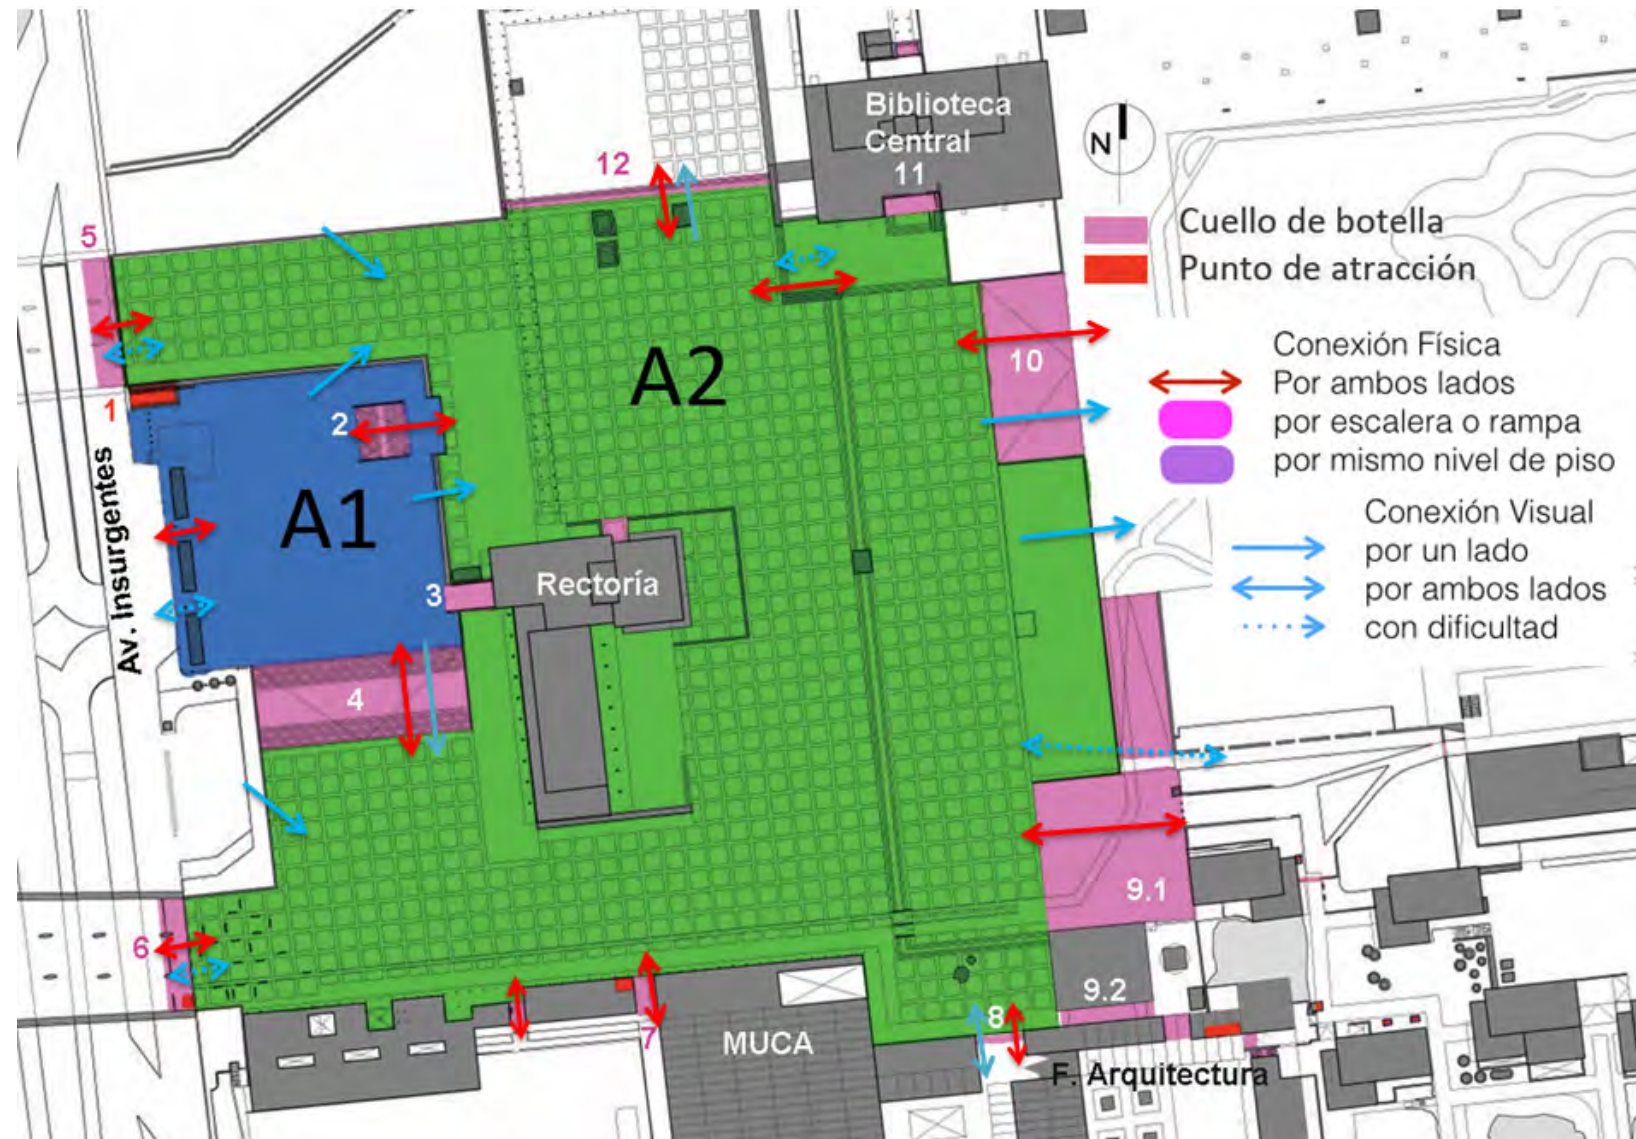 Biblioteca
Central
11
12
5
N
Cuello de botella
Punto de atracción
Conexión Física
Por ambos lados
por escalera o rampa
por mismo nivel de piso
Conexión Visual
por un lado
por ambos lados
con dificultad
A2
10
1
2
A1
Av. Insurgentes
3
Rectoría
4
9.1
6
9.2
8
7
MUCA
F. Arquitectura